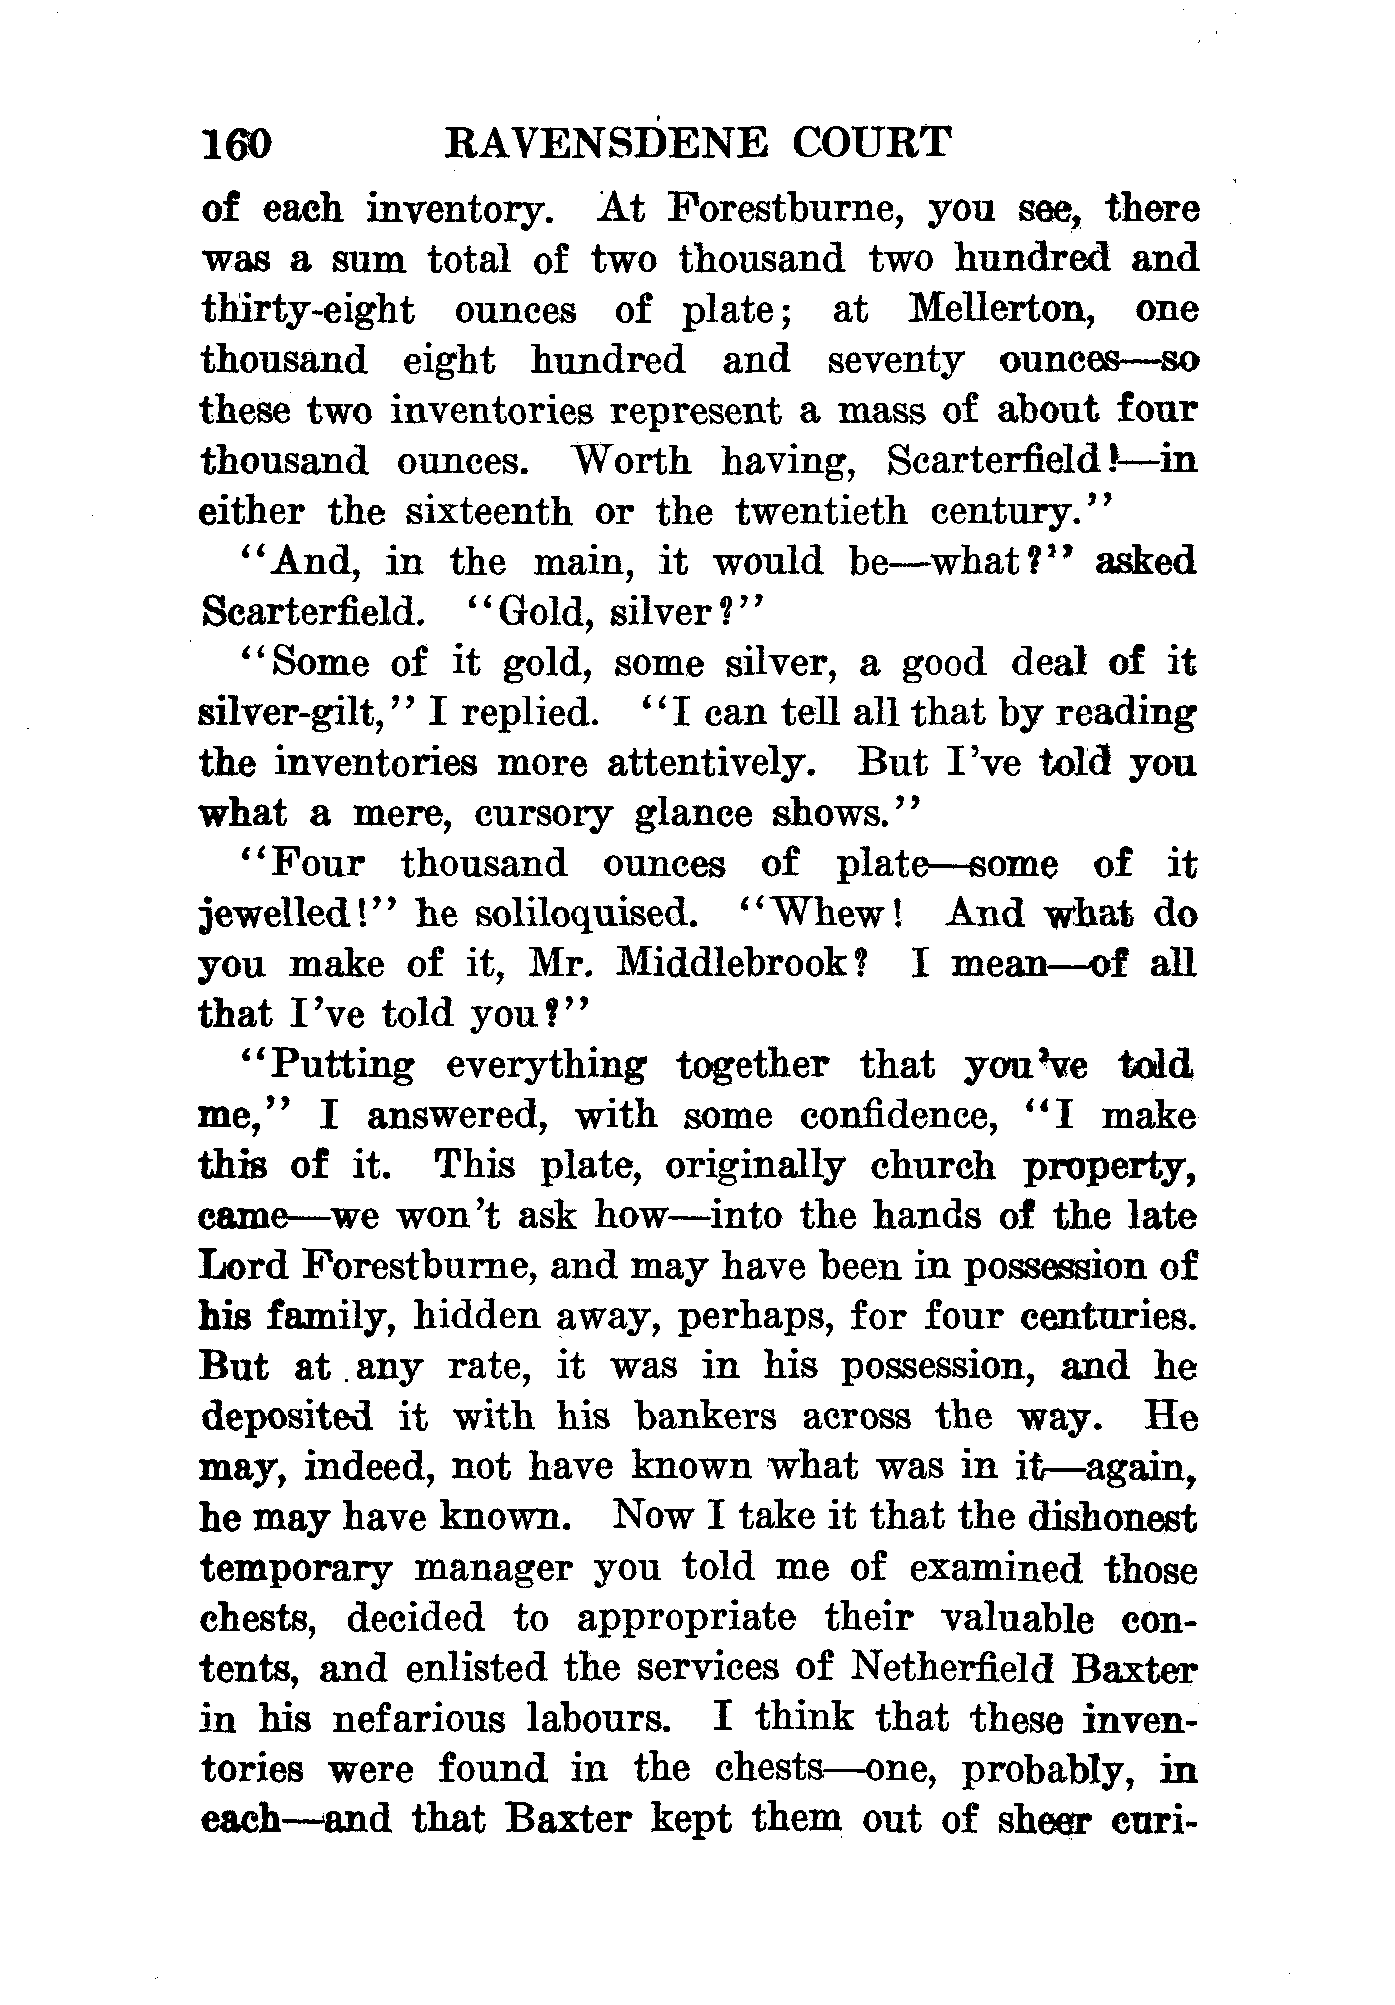 160 RAVENSDENE COURT
of each inventory. At Forestburne, you see, there
was a sum total of two thousand two hundred and
thirty-eight ounces of plate; at Mellerton, one
thousand eight hundred and seventy ounces—so
these two inventories represent a mass of about four
thousand ounces. Worth having, Scarterfield!—in
either the sixteenth or the twentieth century."
"And, in the main, it would be—what?" asked
Scarterfield. "Gold, silver?"
"Some of it gold, some silver, a good deal of it
silver-gilt," I replied. "I can tell all that by reading
the inventories more attentively. But I've told you
what a mere, cursory glance shows."
"Four thousand ounces of plate—some of it
jewelled!" he soliloquised. "Whew! And what do
you make of it, Mr. Middlebrook? I mean—of all
that I've told you?"
"Putting everything together that you've told
me," I answered, with some confidence, "I make
this of it. This plate, originally church property,
came—we won't ask how—into the hands of the late
Lord Forestburne, and may have been in possession of
his family, hidden away, perhaps, for four centuries.
But at any rate, it was in his possession, and he
deposited it with his bankers across the way. He
may, indeed, not have known what was in it—again,
he may have known. Now I take it that the dishonest
temporary manager you told me of examined those
chests, decided to appropriate their valuable con-
tents, and enlisted the services of Netherfield Baxter
in his nefarious labours. I think that these inven-
tories were found in the chests—one, probably, in
each—and that Baxter kept them out of sheer curi-